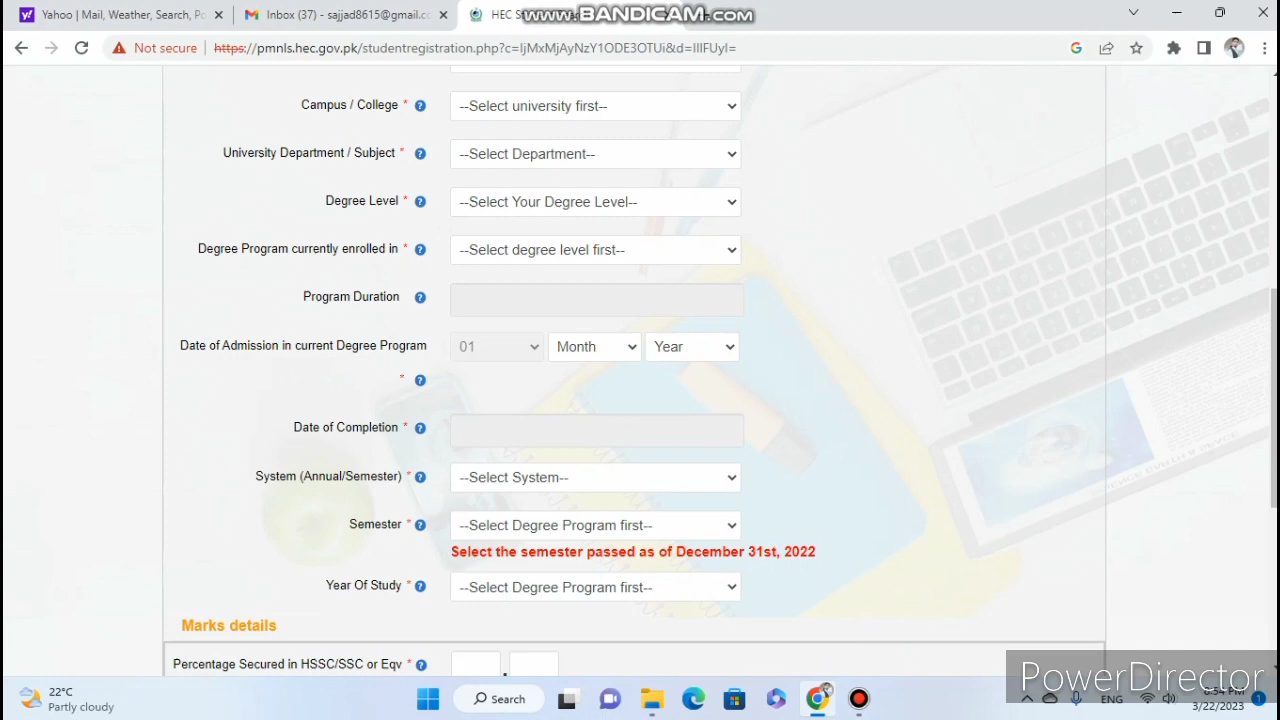 Yahoo | Mail, Weather, Search, Po
Inbox (37) - sajjad8615@gmail.co
HEC St
www.BANDICAM.com
Not secure
https://pmnls.hec.gov.pk/studentregistration.php?c=IjMxMjAyNzY1ODE3OTUi&d=IlIFUyI=
Campus / College * ? --Select university first--
University Department / Subject * ? --Select Department--
Degree Level * ? --Select Your Degree Level--
Degree Program currently enrolled in * ? --Select degree level first--
Program Duration ?
Date of Admission in current Degree Program 01 Month Year
* ?
Date of Completion * ?
System (Annual/Semester) * ? --Select System--
Semester * ? --Select Degree Program first--
Select the semester passed as of December 31st, 2022
Year Of Study * ? --Select Degree Program first--
Marks details
Percentage Secured in HSSC/SSC or Eqv * ? .
PowerDirector
22°C
Partly cloudy
Search
ENG
3/22/2023
1